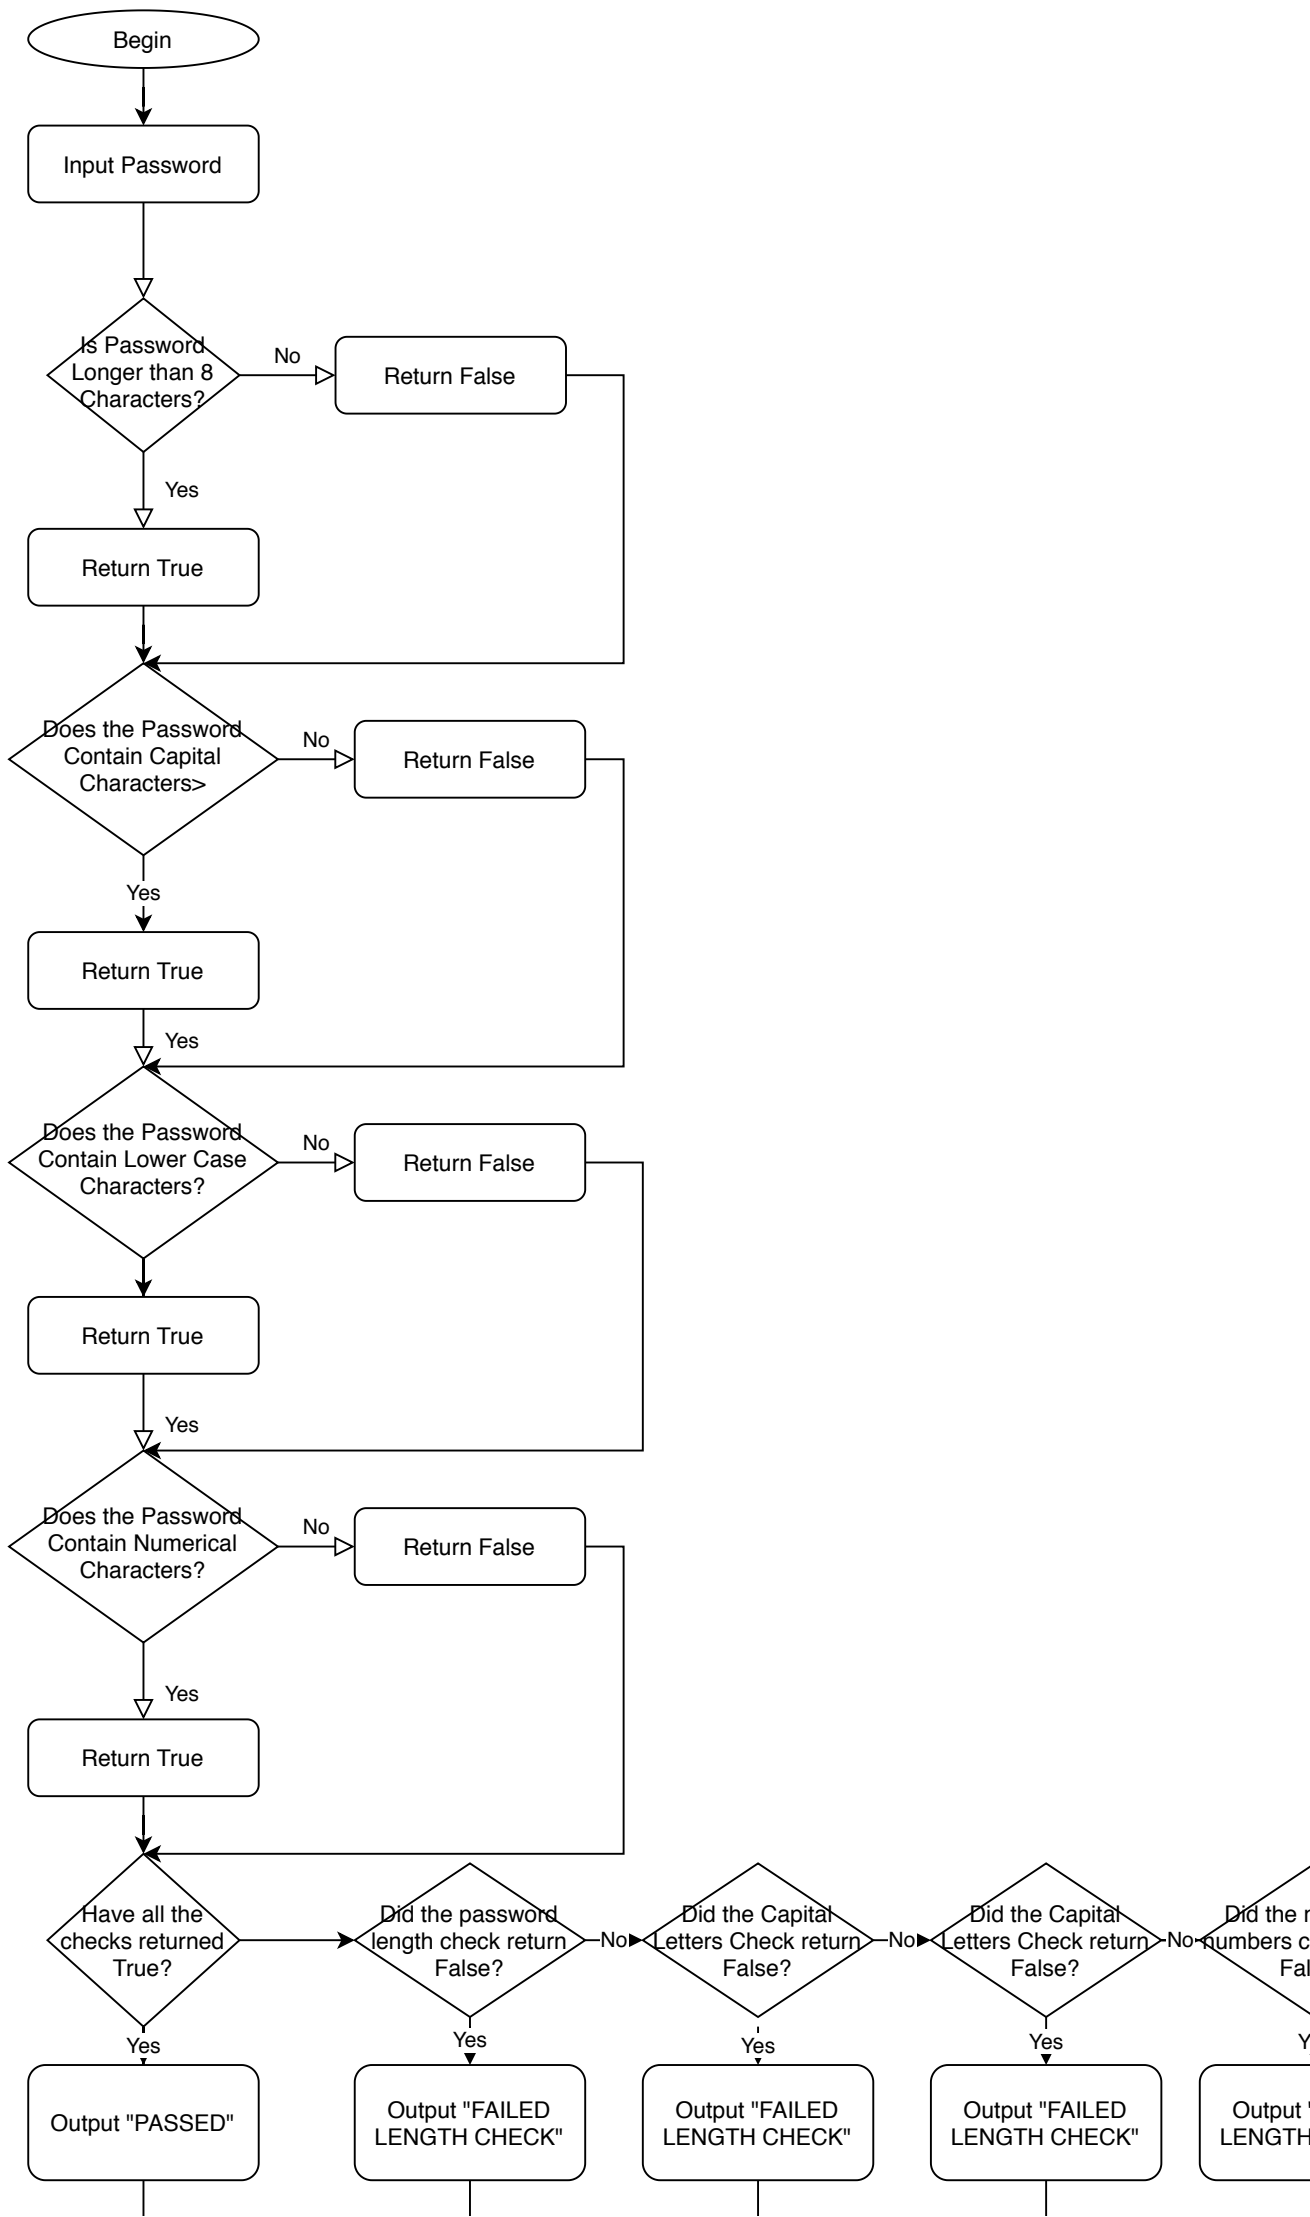 Begin
Input Password
Is Password
Longer than 8
Characters?
No
Return False
Yes
Return True
Does the Password
Contain Capital
Characters>
No
Return False
Yes
Return True
Yes
Does the Password
Contain Lower Case
Characters?
No
Return False
Return True
Yes
Does the Password
Contain Numerical
Characters?
No
Return False
Yes
Return True
Have all the
checks returned
True?
Did the password
length check return
False?
No
Did the Capital
Letters Check return
False?
No
Did the Capital
Letters Check return
False?
No
Did the
numbers
Yes
Yes
Yes
Yes
Output "PASSED"
Output "FAILED
LENGTH CHECK"
Output "FAILED
LENGTH CHECK"
Output "FAILED
LENGTH CHECK"
Output "
LENGTH